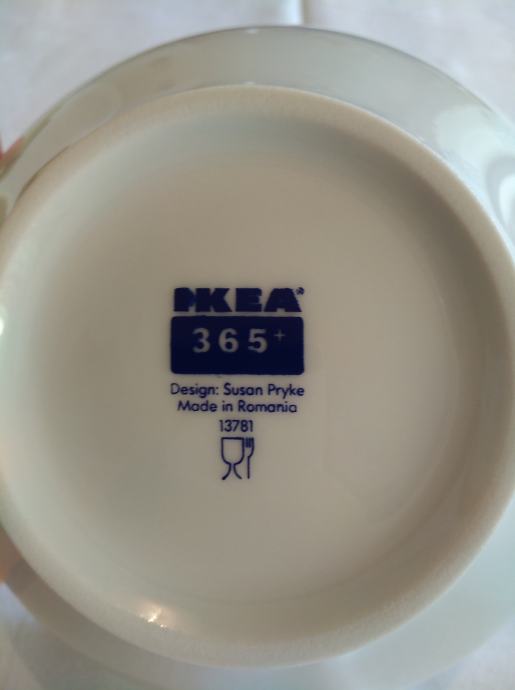 IKEA®
365+
Design: Susan Pryke
Made in Romania
13781